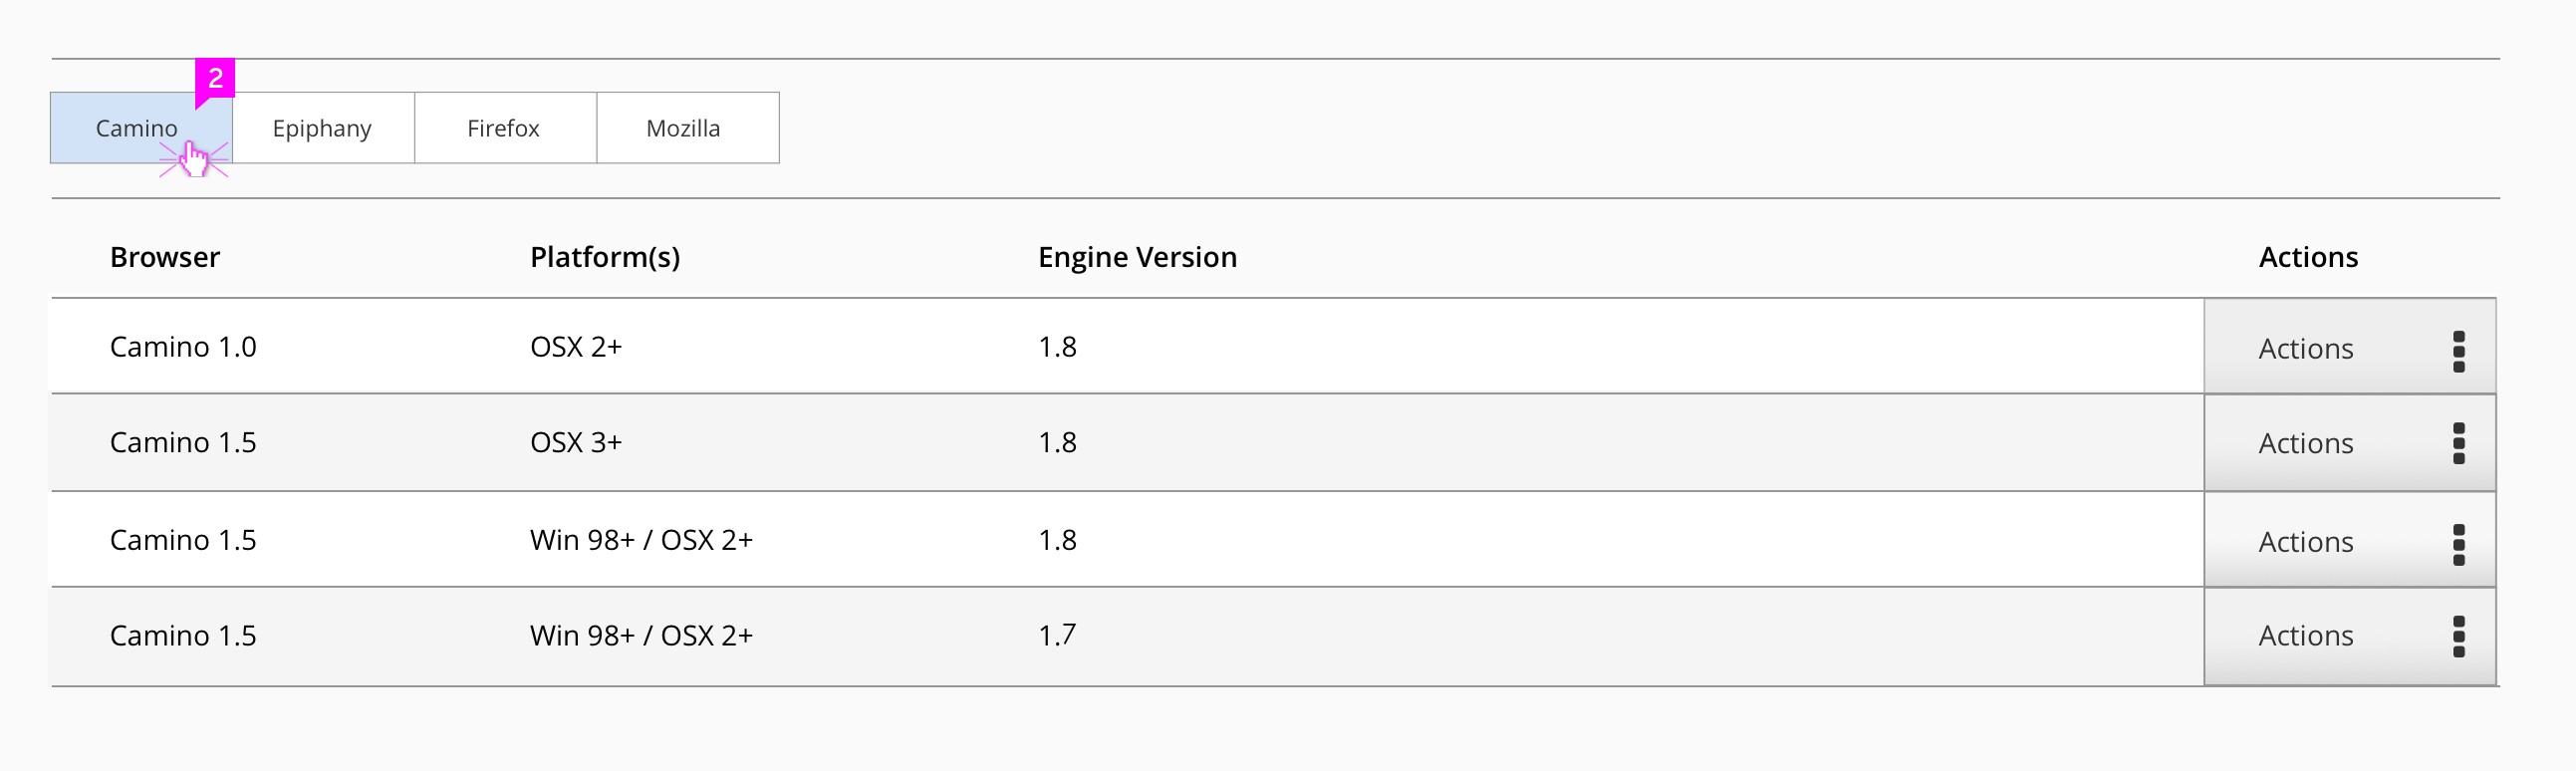 2
Camino Epiphany Firefox Mozilla
Browser Platform(s) Engine Version Actions
Camino 1.0 OSX 2+ 1.8 Actions
Camino 1.5 OSX 3+ 1.8 Actions
Camino 1.5 Win 98+ / OSX 2+ 1.8 Actions
Camino 1.5 Win 98+ / OSX 2+ 1.7 Actions